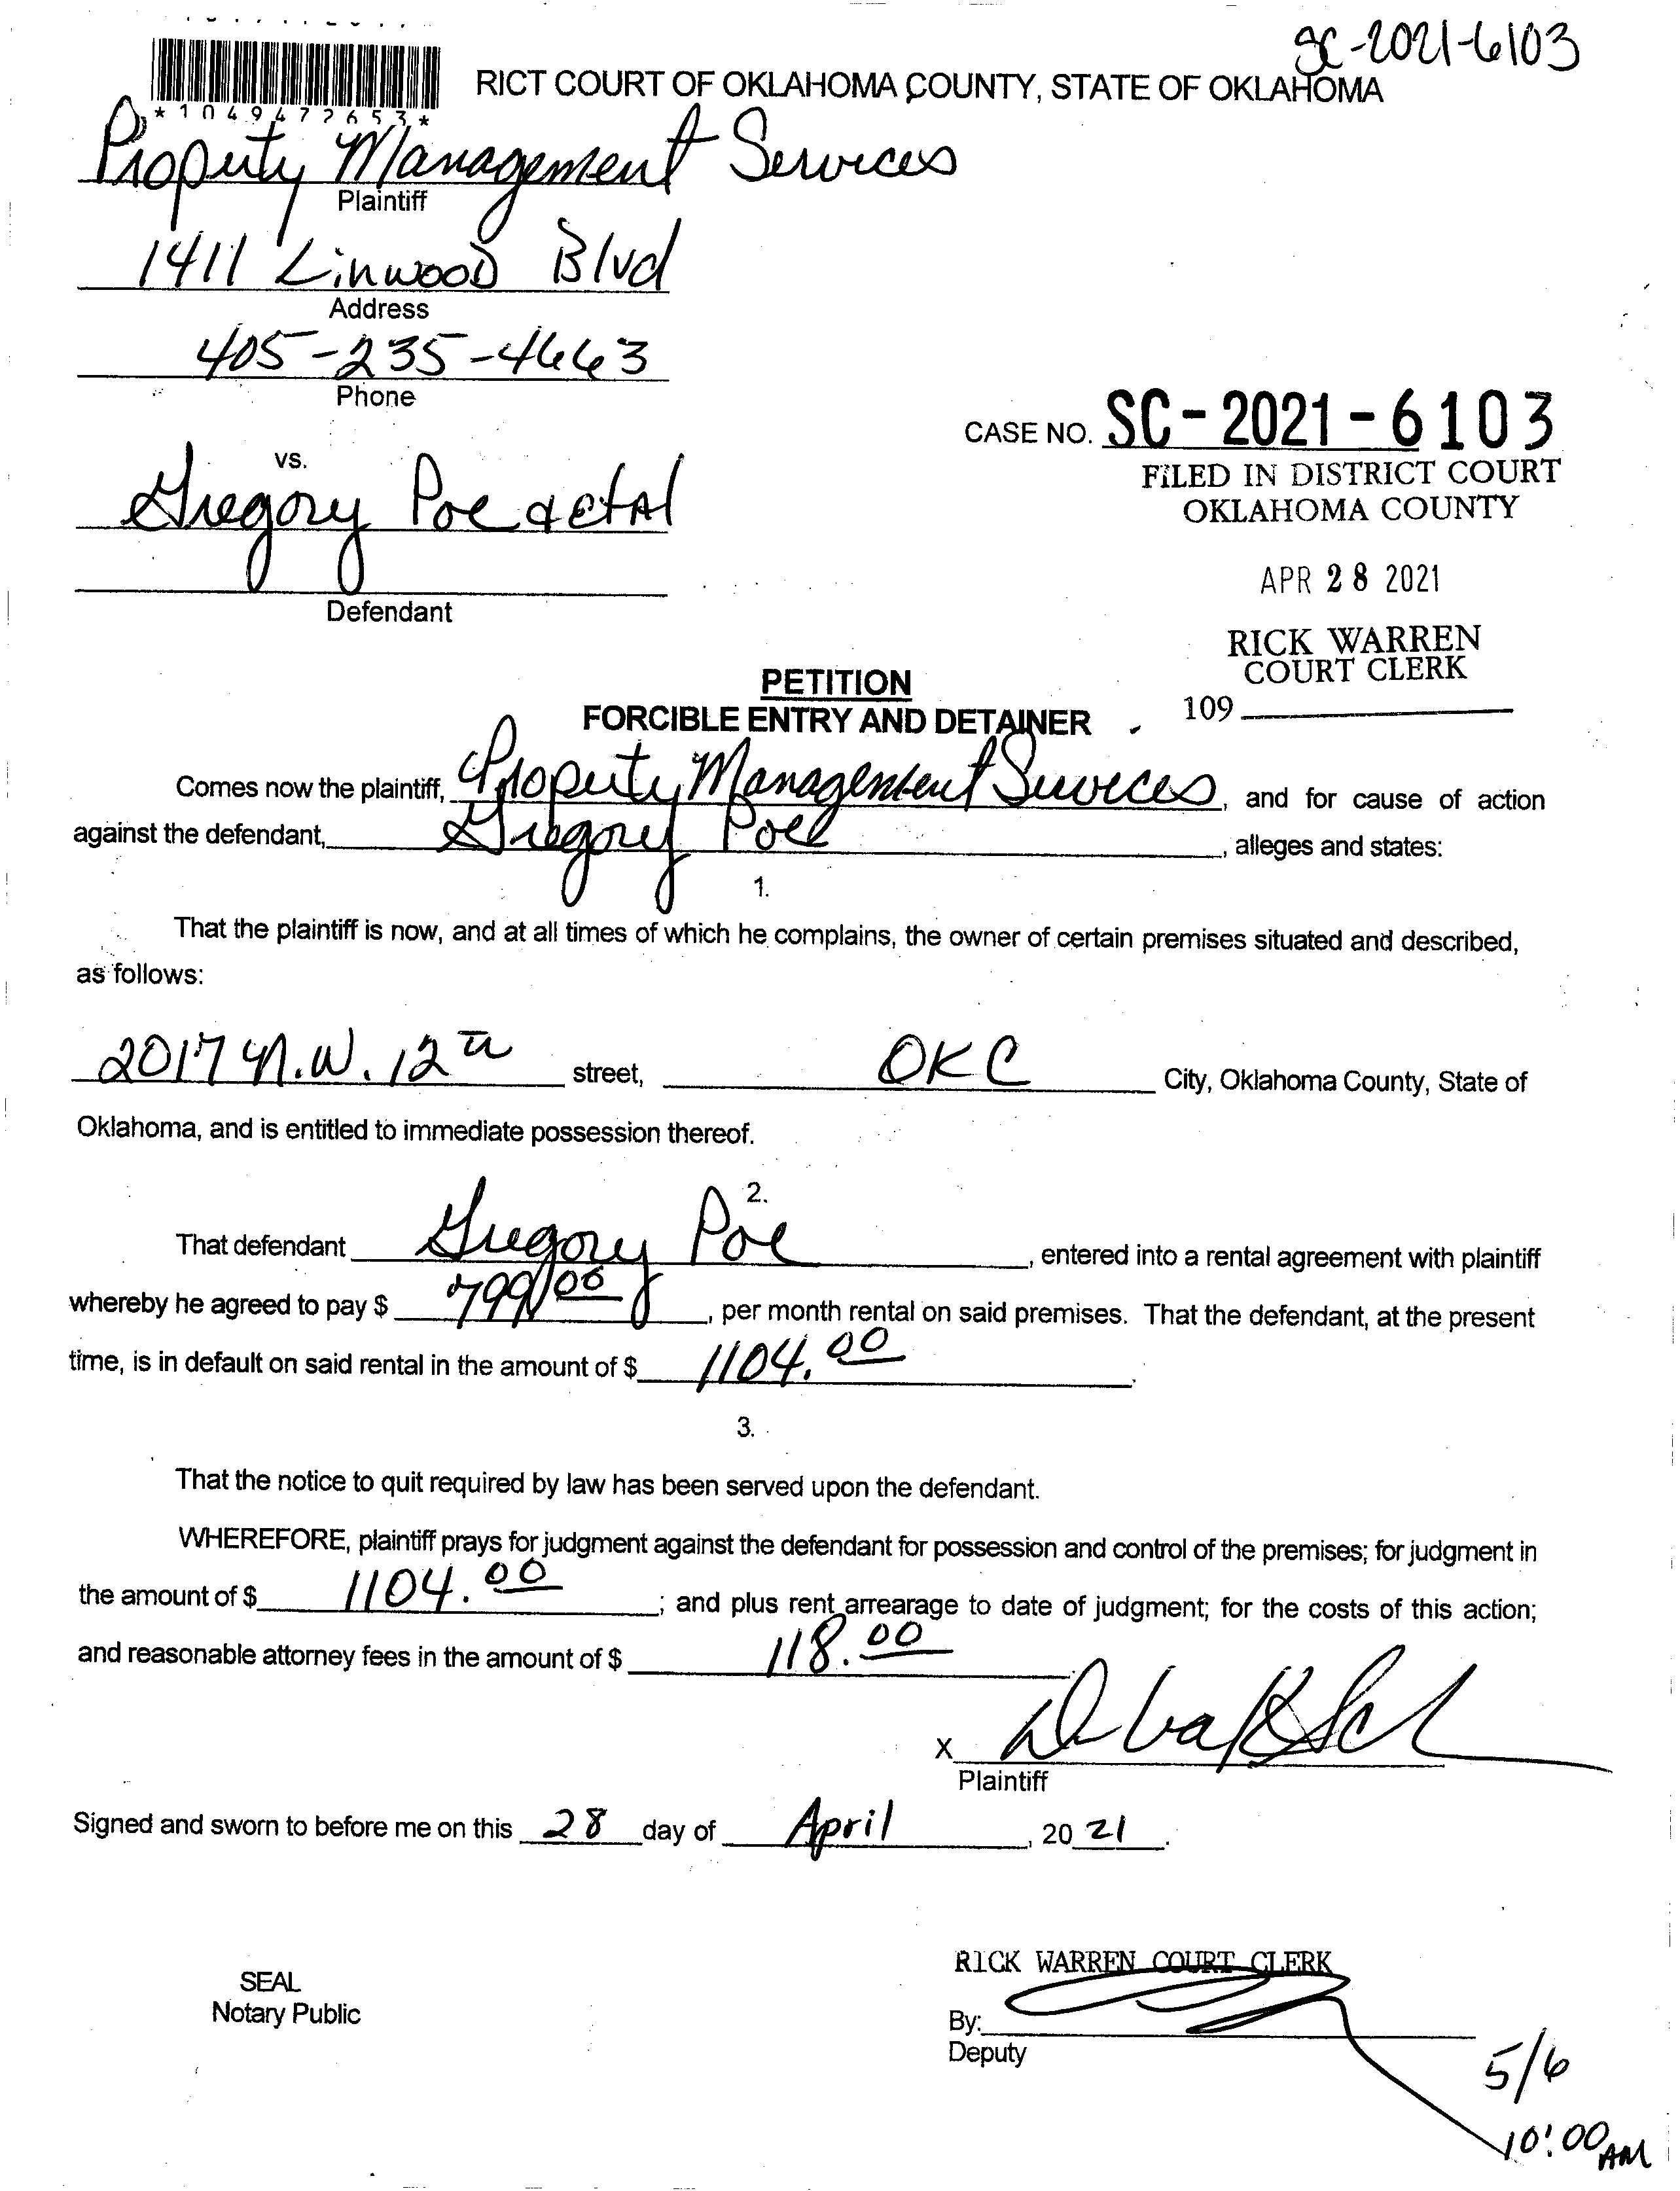 SC-2021-6103
RICT COURT OF OKLAHOMA COUNTY, STATE OF OKLAHOMA
*1049472653*
Property Management Services
Plaintiff
1411 Linwood Blvd
Address
405-235-4663
Phone
CASE NO. SC-2021-6103
vs.
FILED IN DISTRICT COURT
OKLAHOMA COUNTY
Gregory Poe & etal
APR 28 2021
Defendant
RICK WARREN
COURT CLERK
PETITION
109
FORCIBLE ENTRY AND DETAINER
Comes now the plaintiff, Property Management Services, and for cause of action
against the defendant, Gregory Poe, alleges and states:
1.
That the plaintiff is now, and at all times of which he complains, the owner of certain premises situated and described,
as follows:
2017 N.W. 12th street, OKC City, Oklahoma County, State of
Oklahoma, and is entitled to immediate possession thereof.
2.
That defendant Gregory Poe, entered into a rental agreement with plaintiff
whereby he agreed to pay $ 799.00, per month rental on said premises. That the defendant, at the present
time, is in default on said rental in the amount of $ 1104.00.
3.
That the notice to quit required by law has been served upon the defendant.
WHEREFORE, plaintiff prays for judgment against the defendant for possession and control of the premises; for judgment in
the amount of $ 1104.00; and plus rent arrearage to date of judgment; for the costs of this action;
and reasonable attorney fees in the amount of $ 118.00
X
Plaintiff
Signed and sworn to before me on this 28 day of April, 20 21.
RICK WARREN COURT CLERK
SEAL
Notary Public
By:
Deputy
5/6
10:00 AM